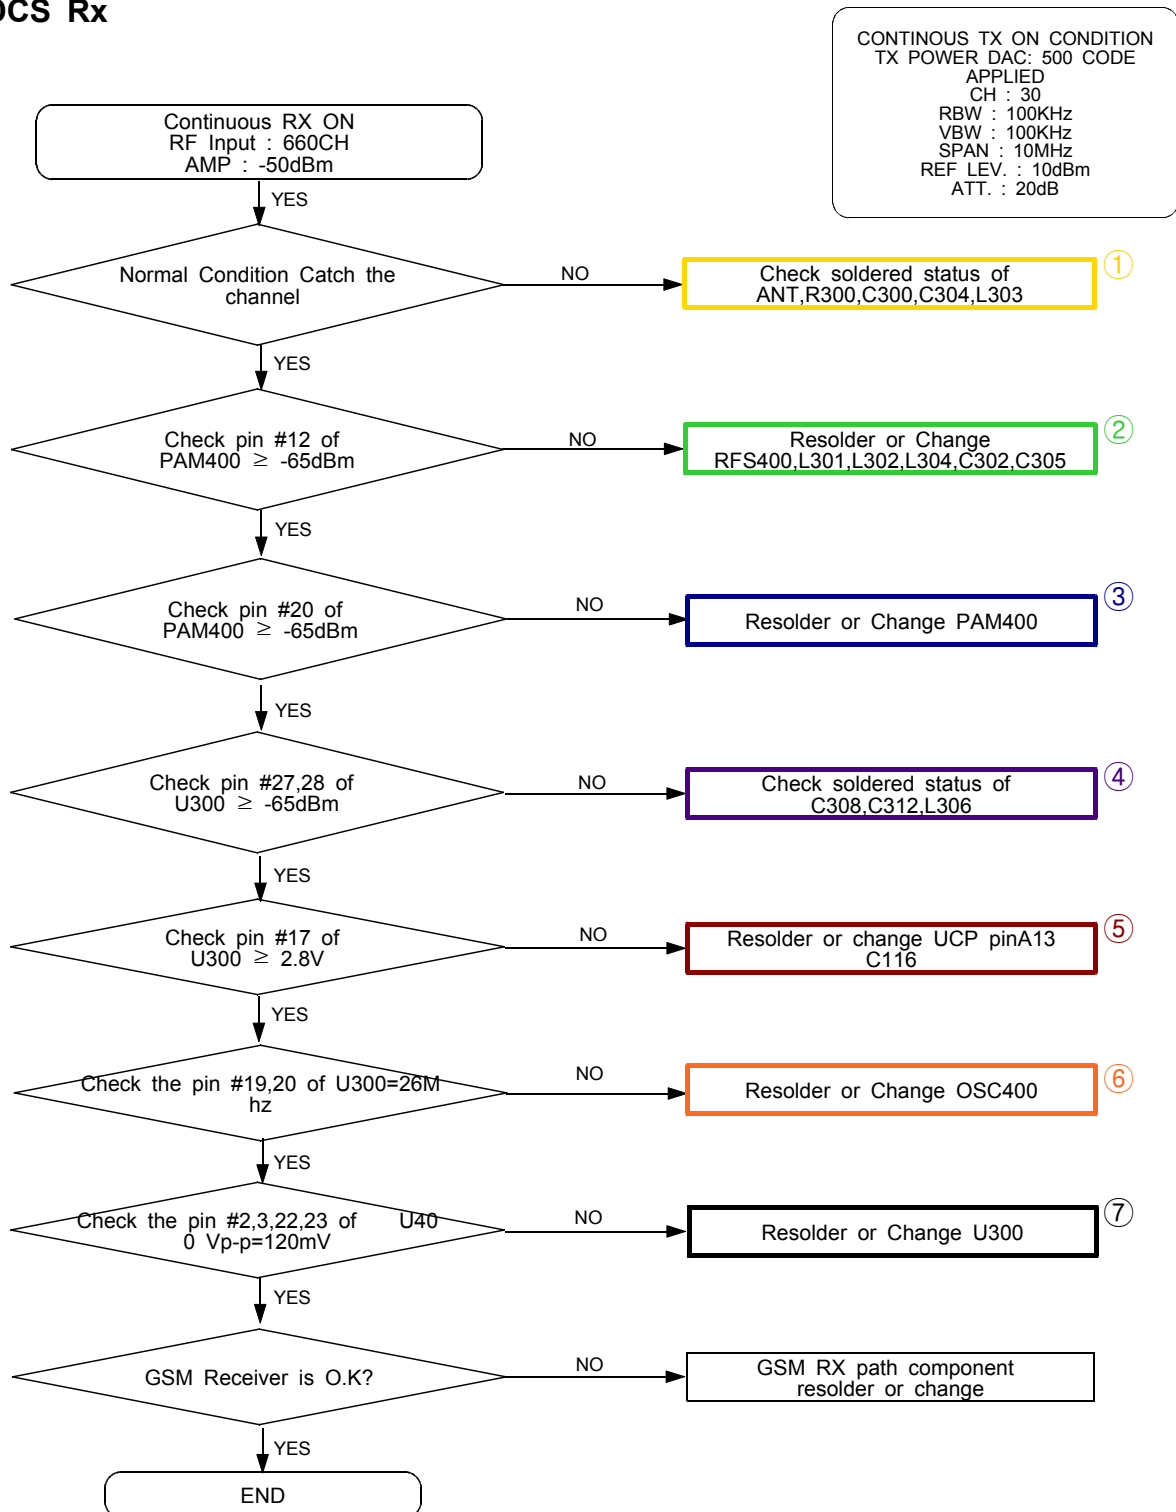 DCS Rx
CONTINOUS TX ON CONDITION
TX POWER DAC: 500 CODE
APPLIED
CH : 30
RBW : 100KHz
VBW : 100KHz
SPAN : 10MHz
REF LEV. : 10dBm
ATT. : 20dB
Continuous RX ON
RF Input : 660CH
AMP : -50dBm
YES
Normal Condition Catch the
channel
NO
Check soldered status of
ANT,R300,C300,C304,L303
①
YES
Check pin #12 of
PAM400 ≥ -65dBm
NO
Resolder or Change
RFS400,L301,L302,L304,C302,C305
②
YES
Check pin #20 of
PAM400 ≥ -65dBm
NO
Resolder or Change PAM400
③
YES
Check pin #27,28 of
U300 ≥ -65dBm
NO
Check soldered status of
C308,C312,L306
④
YES
Check pin #17 of
U300 ≥ 2.8V
NO
Resolder or change UCP pinA13
C116
⑤
YES
Check the pin #19,20 of U300=26M
hz
NO
Resolder or Change OSC400
⑥
YES
Check the pin #2,3,22,23 of U40
0 Vp-p=120mV
NO
Resolder or Change U300
⑦
YES
GSM Receiver is O.K?
NO
GSM RX path component
resolder or change
YES
END